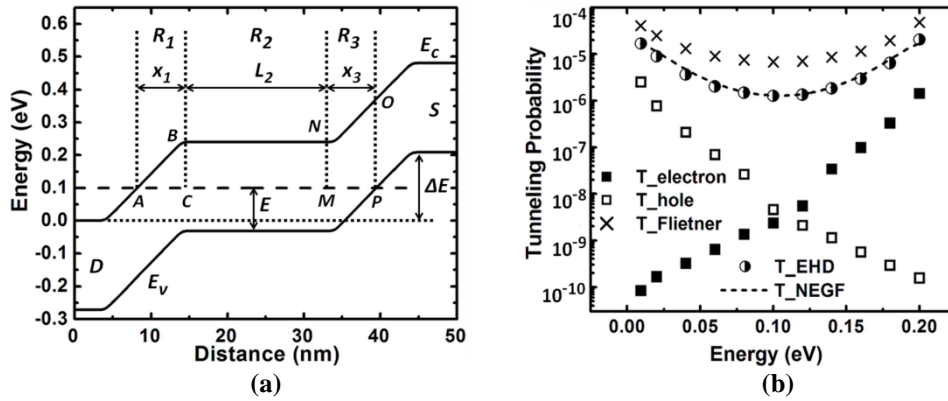 R1 R2 R3
x1 L2 x3
Ec
O
S
B
N
A C M P
E
ΔE
D
Ev
0.6
0.5
0.4
0.3
0.2
0.1
0.0
-0.1
-0.2
-0.3
Energy (eV)
0 10 20 30 40 50
Distance (nm)
(a)
10-4
10-5
10-6
10-7
10-8
10-9
10-10
Tunneling Probability
T_electron
T_hole
T_Flietner
T_EHD
T_NEGF
0.00 0.05 0.10 0.15 0.20
Energy (eV)
(b)